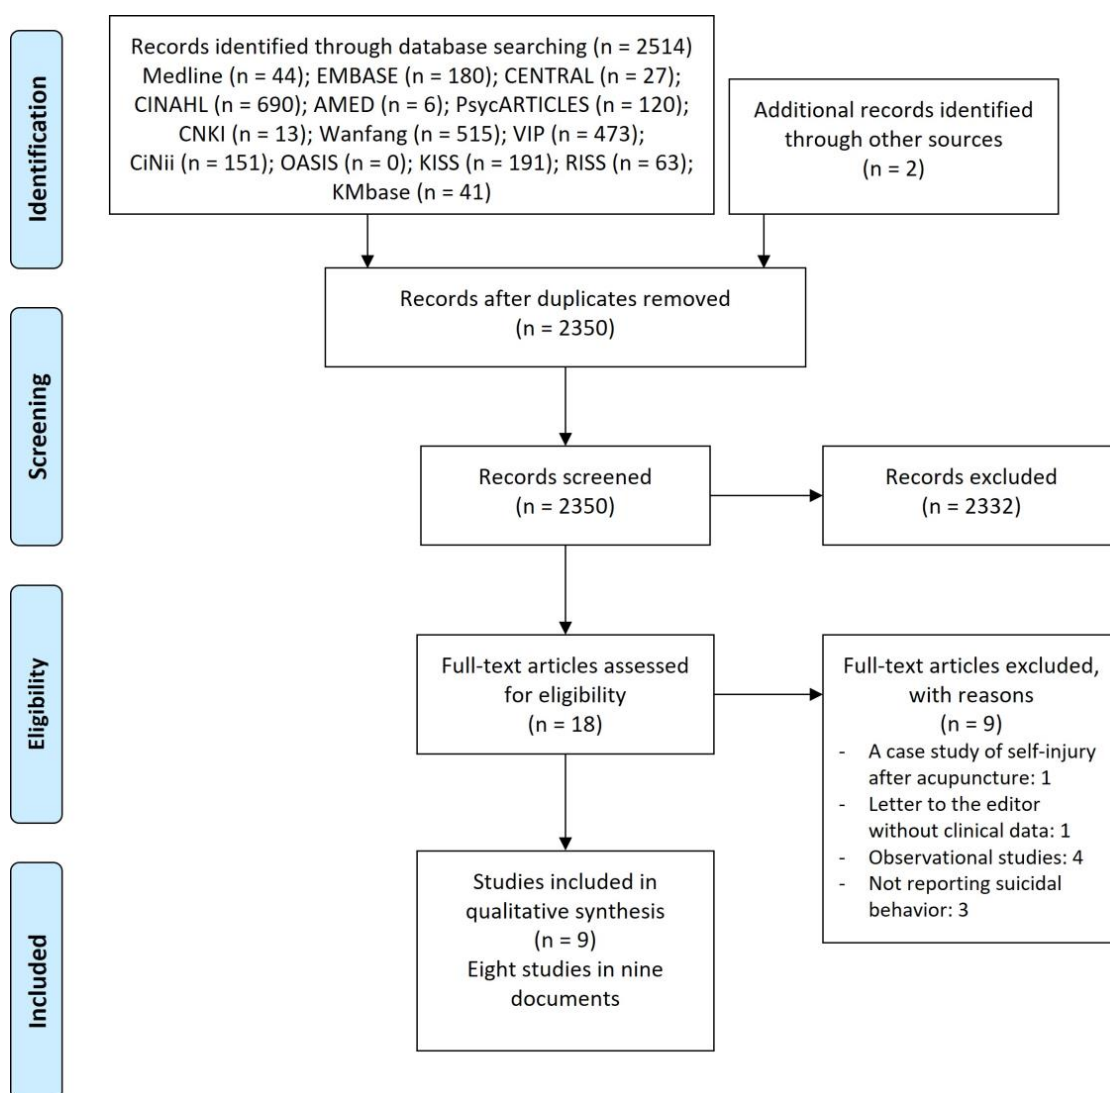 Identification
Records identified through database searching (n = 2514)
Medline (n = 44); EMBASE (n = 180); CENTRAL (n = 27);
CINAHL (n = 690); AMED (n = 6); PsycARTICLES (n = 120);
CNKI (n = 13); Wanfang (n = 515); VIP (n = 473);
CiNii (n = 151); OASIS (n = 0); KISS (n = 191); RISS (n = 63);
KMbase (n = 41)
Additional records identified
through other sources
(n = 2)
Records after duplicates removed
(n = 2350)
Screening
Records screened
(n = 2350)
Records excluded
(n = 2332)
Eligibility
Full-text articles assessed
for eligibility
(n = 18)
Full-text articles excluded,
with reasons
(n = 9)
- A case study of self-injury
after acupuncture: 1
- Letter to the editor
without clinical data: 1
- Observational studies: 4
- Not reporting suicidal
behavior: 3
Included
Studies included in
qualitative synthesis
(n = 9)
Eight studies in nine
documents